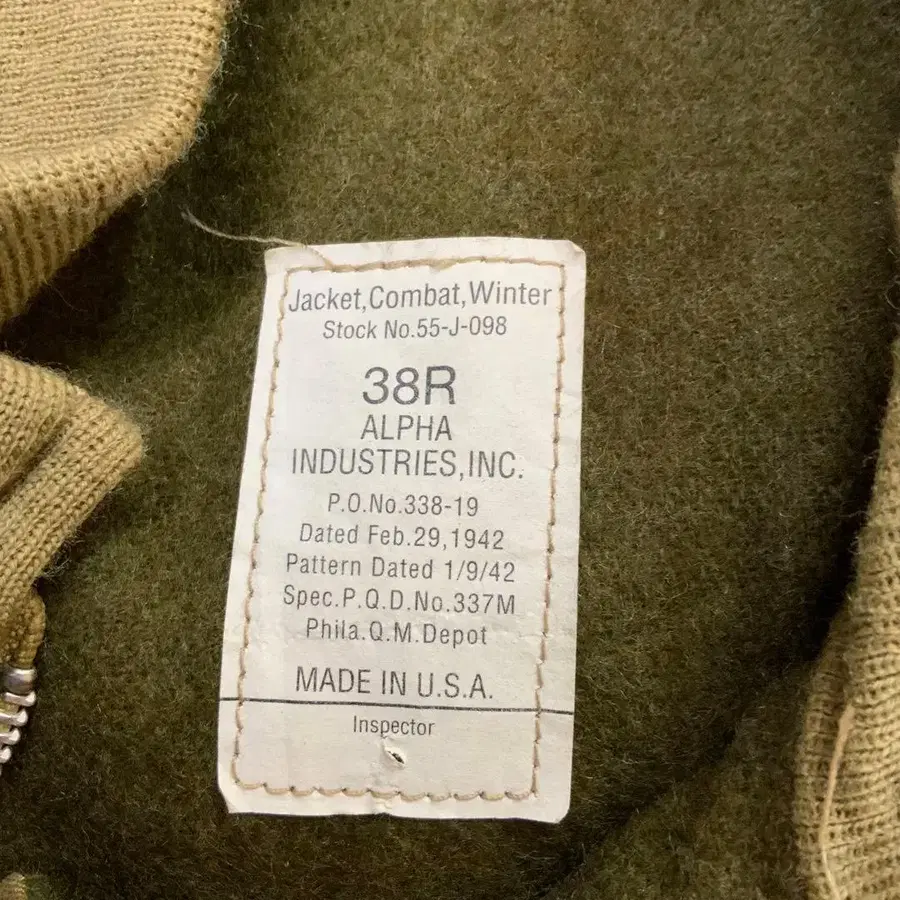 Jacket,Combat,Winter
Stock No.55-J-098
38R
ALPHA
INDUSTRIES,INC.
P.O.No.338-19
Dated Feb.29,1942
Pattern Dated 1/9/42
Spec.P.Q.D.No.337M
Phila.Q.M.Depot
MADE IN U.S.A.
Inspector